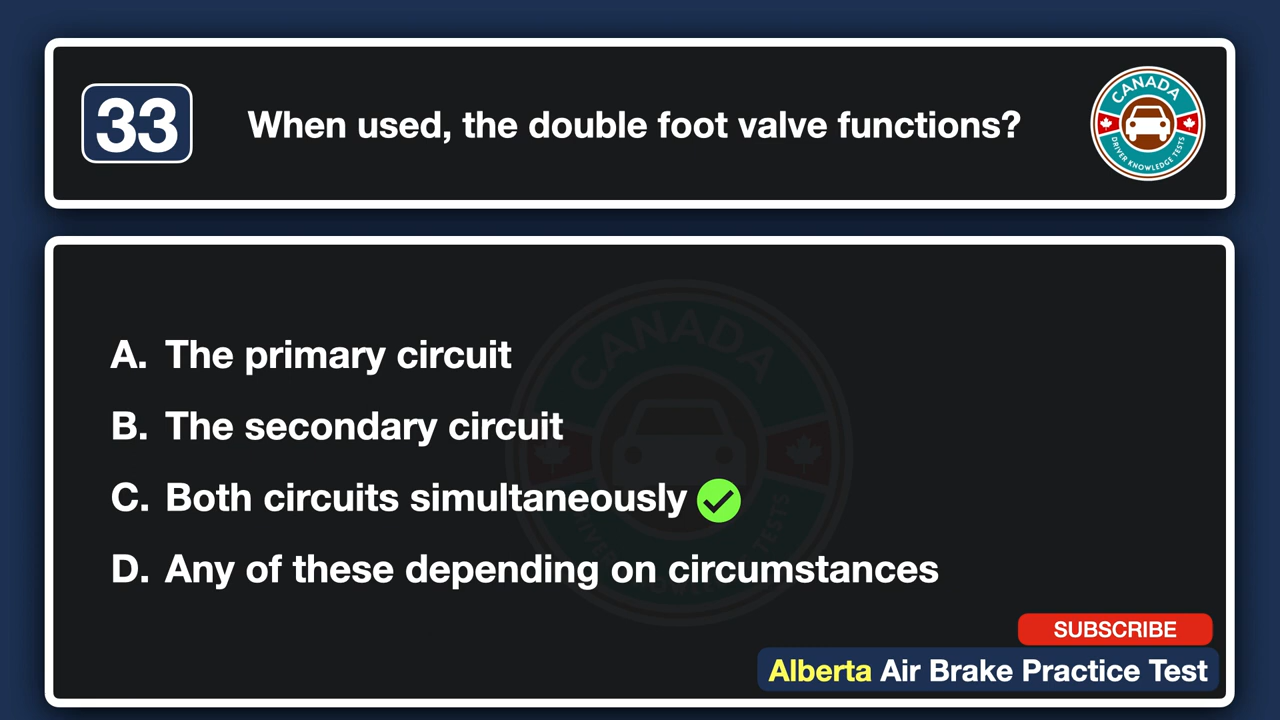 33
When used, the double foot valve functions?
CANADA
DRIVER KNOWLEDGE TESTS
A. The primary circuit
B. The secondary circuit
C. Both circuits simultaneously
D. Any of these depending on circumstances
CANADA
SUBSCRIBE
Alberta Air Brake Practice Test